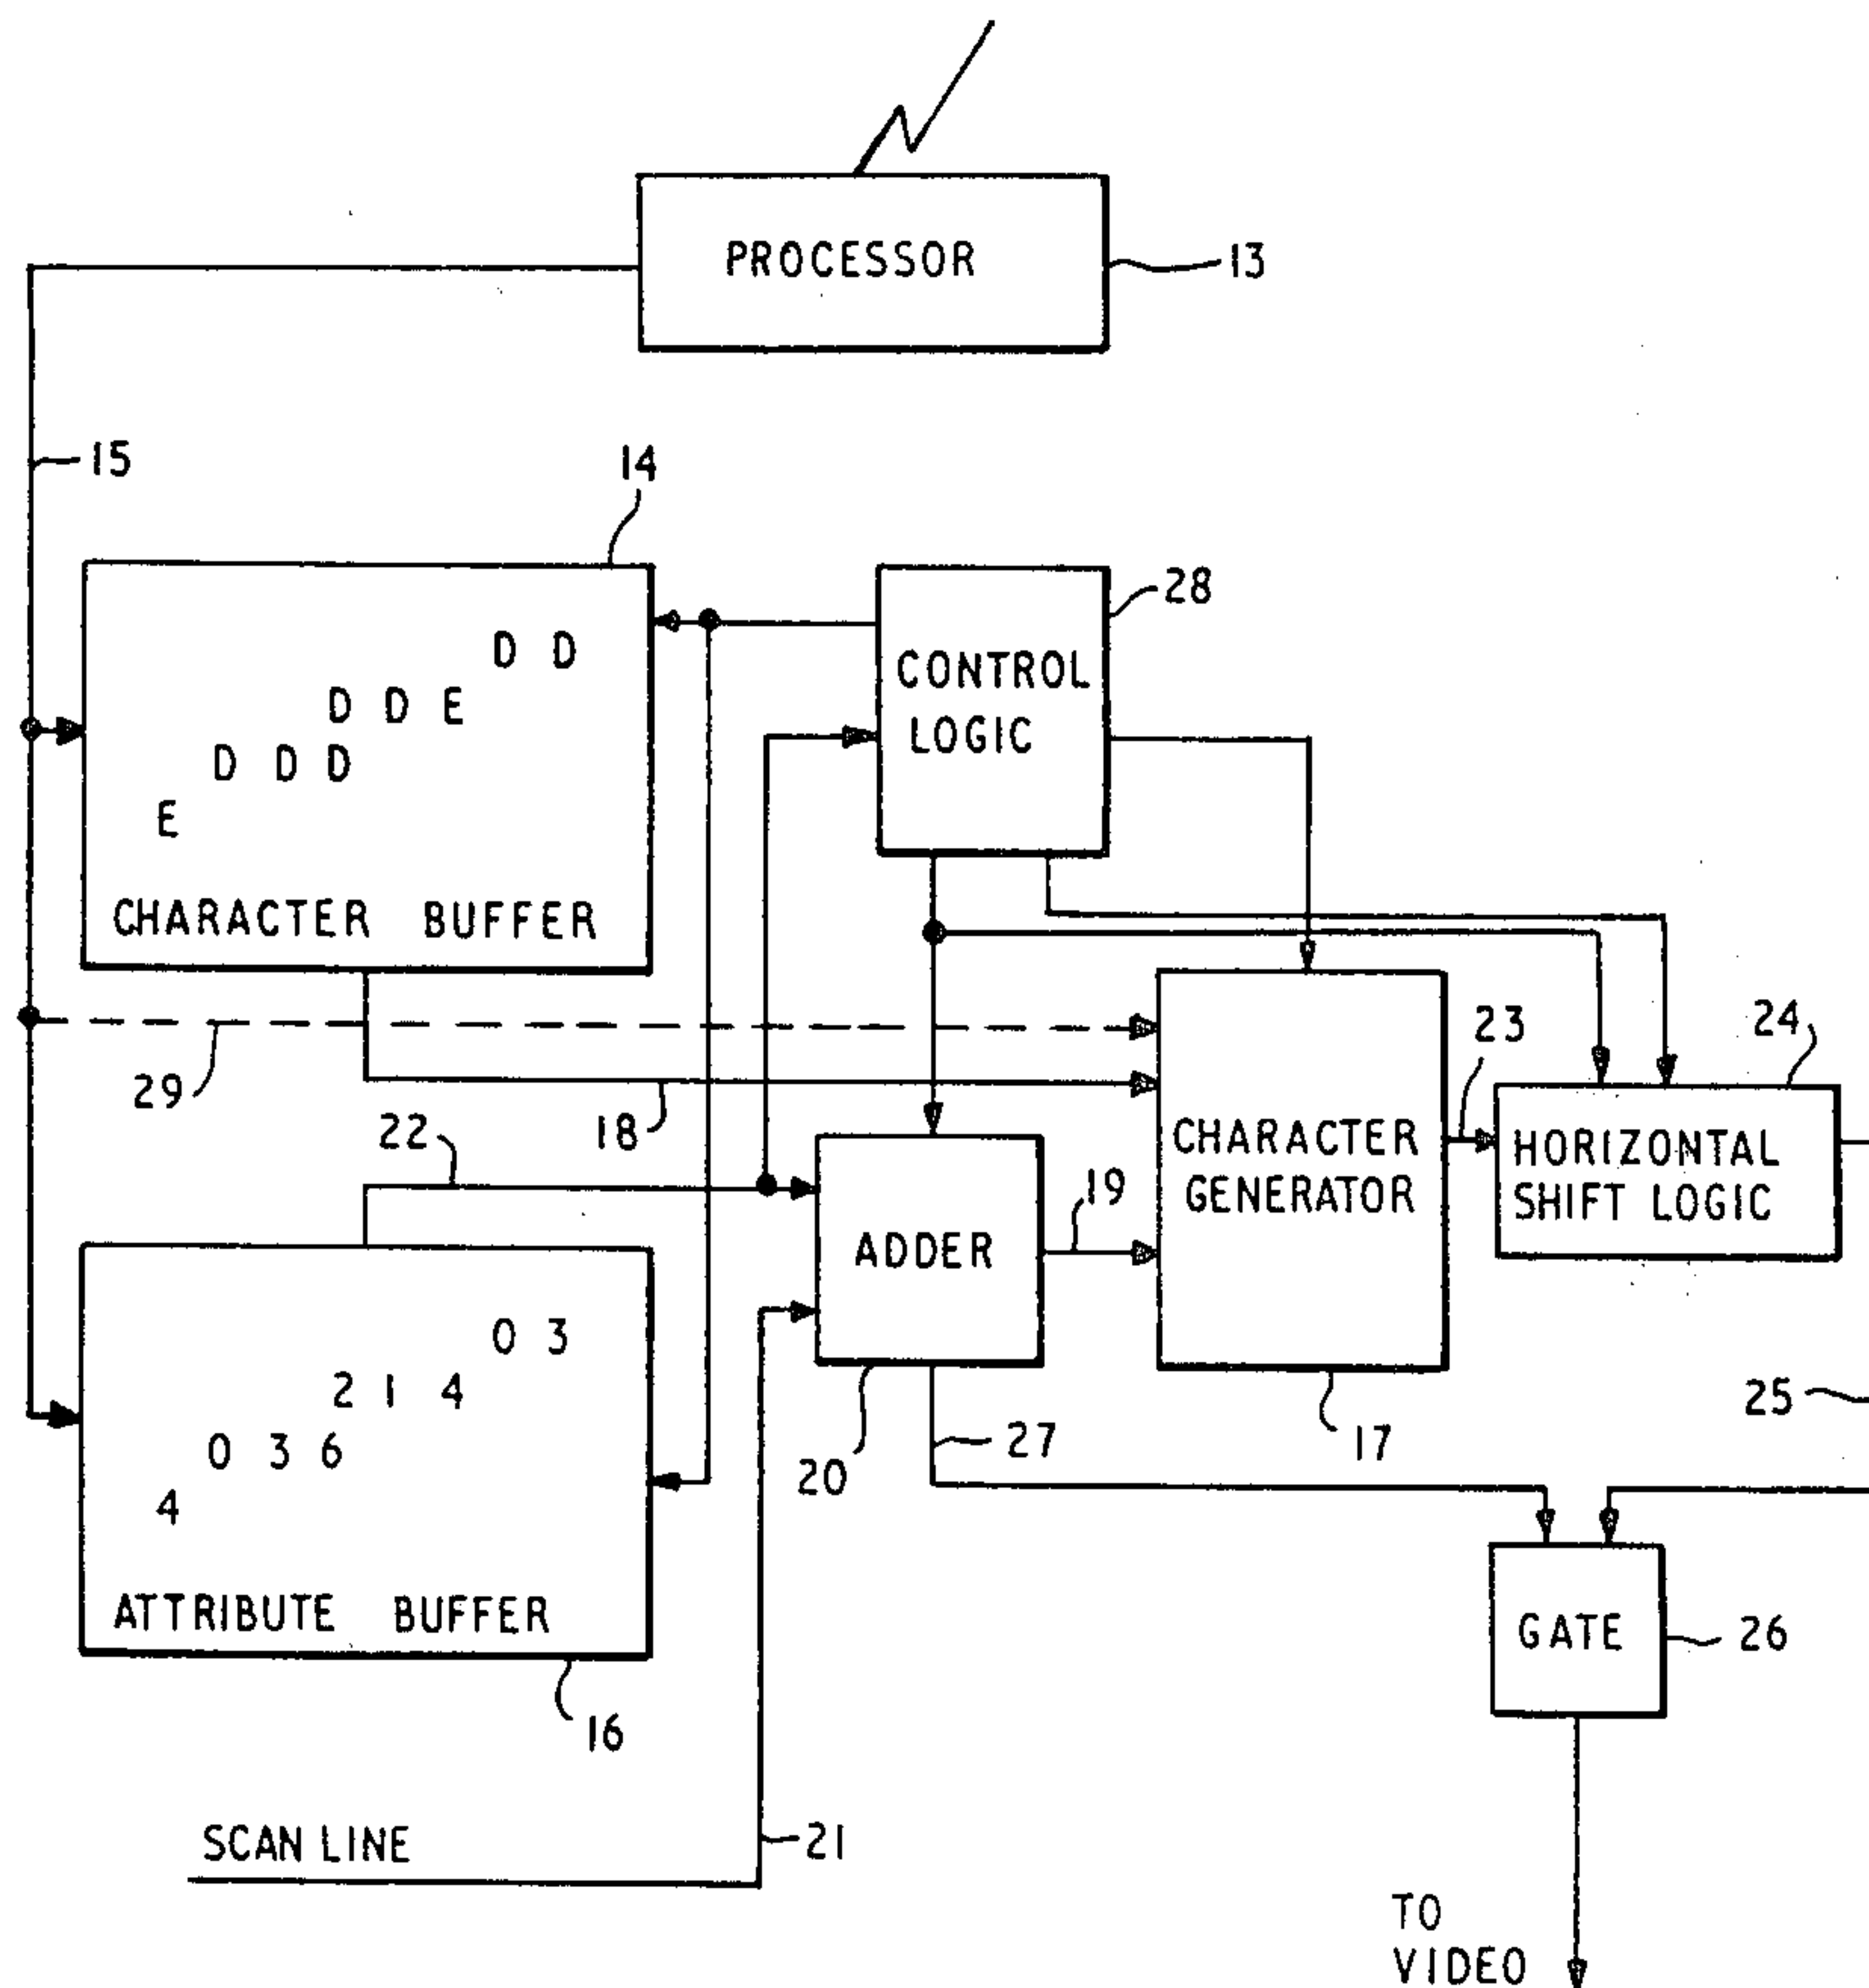 PROCESSOR
13
15
14
28
D D
D D E
D D D
E
CHARACTER BUFFER
CONTROL
LOGIC
29
18
22
23
24
CHARACTER
GENERATOR
HORIZONTAL
SHIFT LOGIC
19
ADDER
0 3
2 1 4
0 3 6
4
ATTRIBUTE BUFFER
16
20
27
17
25
GATE
26
SCAN LINE
21
TO
VIDEO